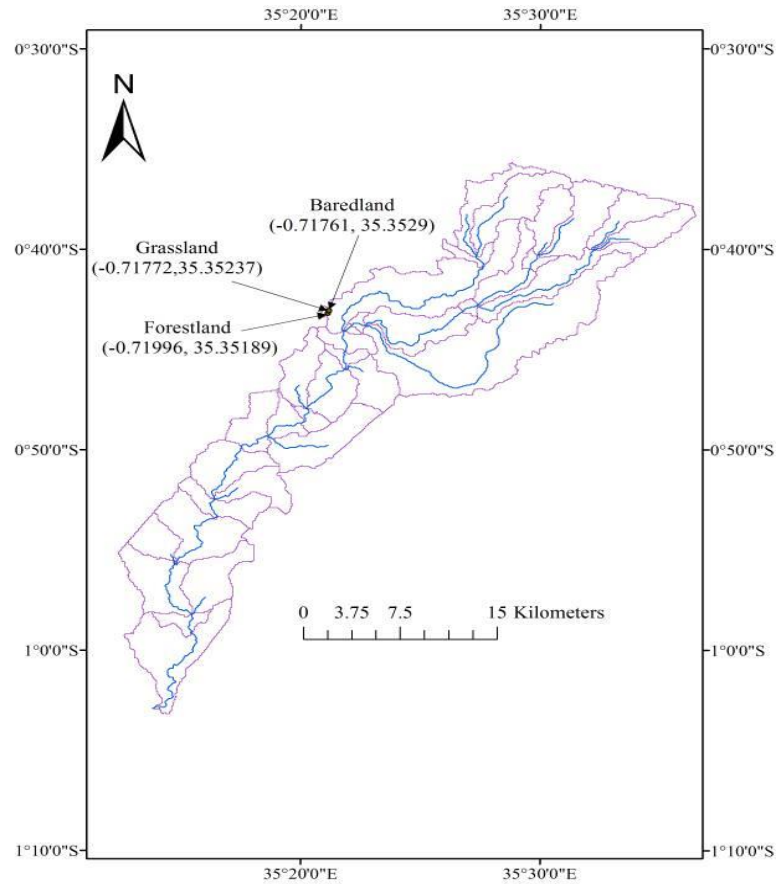 35°20'0"E
35°30'0"E
0°30'0"S
0°30'0"S
N
Baredland
(-0.71761, 35.3529)
Grassland
(-0.71772,35.35237)
Forestland
(-0.71996, 35.35189)
0°40'0"S
0°40'0"S
0°50'0"S
0°50'0"S
0 3.75 7.5 15 Kilometers
1°0'0"S
1°0'0"S
1°10'0"S
1°10'0"S
35°20'0"E
35°30'0"E